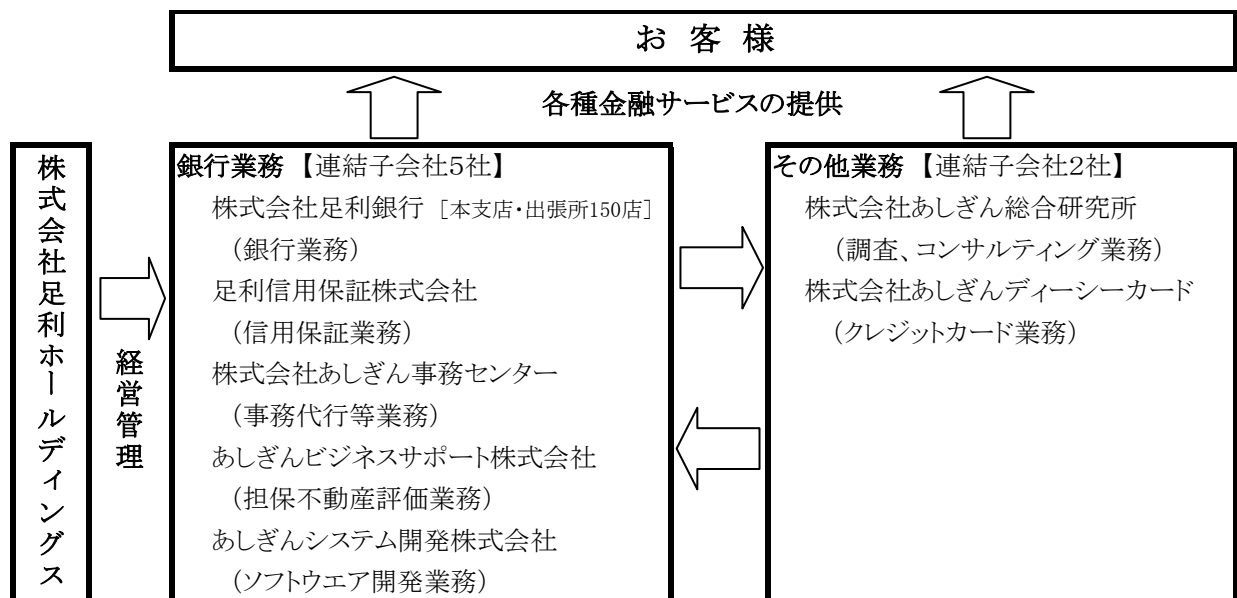 お 客 様
各種金融サービスの提供
株式会社足利ホールディングス
経営管理
銀行業務 【連結子会社5社】
株式会社足利銀行 [本支店・出張所150店]
(銀行業務)
足利信用保証株式会社
(信用保証業務)
株式会社あしぎん事務センター
(事務代行等業務)
あしぎんビジネスサポート株式会社
(担保不動産評価業務)
あしぎんシステム開発株式会社
(ソフトウエア開発業務)
その他業務 【連結子会社2社】
株式会社あしぎん総合研究所
(調査、コンサルティング業務)
株式会社あしぎんディーシーカード
(クレジットカード業務)